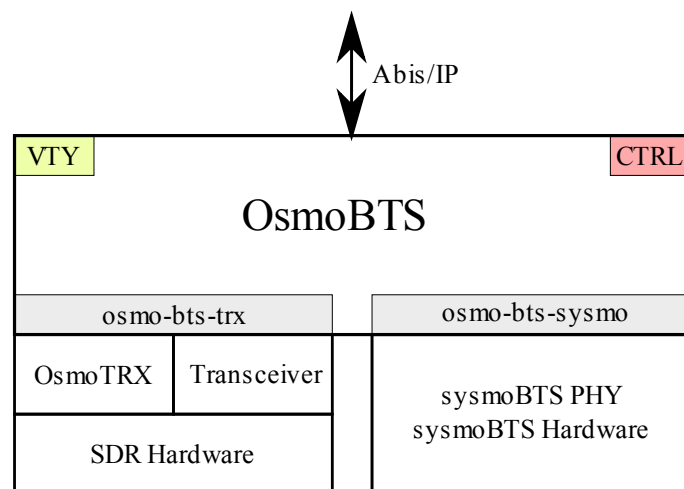 Abis/IP
VTY
CTRL
OsmoBTS
osmo-bts-trx
osmo-bts-sysmo
OsmoTRX
Transceiver
sysmoBTS PHY
sysmoBTS Hardware
SDR Hardware